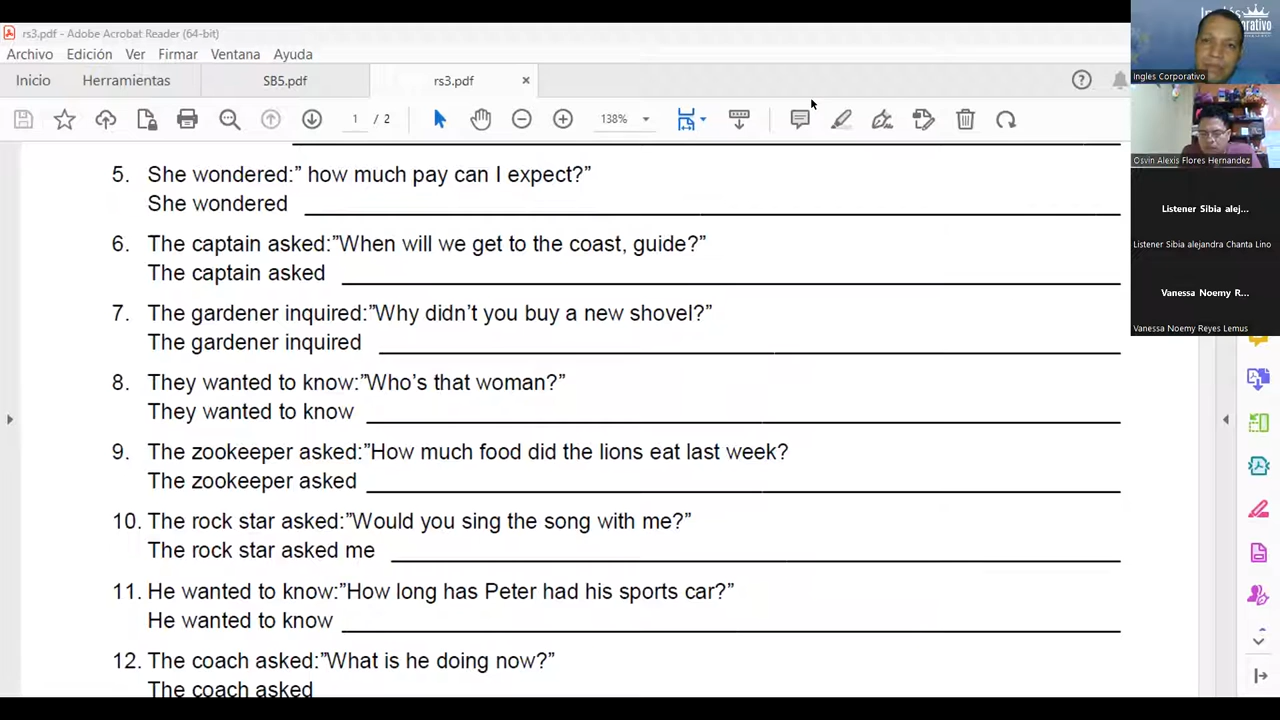 rs3.pdf - Adobe Acrobat Reader (64-bit)
Archivo Edición Ver Firmar Ventana Ayuda
Inicio Herramientas SB5.pdf rs3.pdf ×
1 / 2 138%
5. She wondered:” how much pay can I expect?”
She wondered
6. The captain asked:”When will we get to the coast, guide?”
The captain asked
7. The gardener inquired:”Why didn’t you buy a new shovel?”
The gardener inquired
8. They wanted to know:”Who’s that woman?”
They wanted to know
9. The zookeeper asked:”How much food did the lions eat last week?
The zookeeper asked
10. The rock star asked:”Would you sing the song with me?”
The rock star asked me
11. He wanted to know:”How long has Peter had his sports car?”
He wanted to know
12. The coach asked:”What is he doing now?”
The coach asked
Ingles Corporativo
Osvin Alexis Flores Hernandez
Listener Sibia alej...
Listener Sibia alejandra Chanta Lino
Vanessa Noemy R...
Vanessa Noemy Reyes Lemus